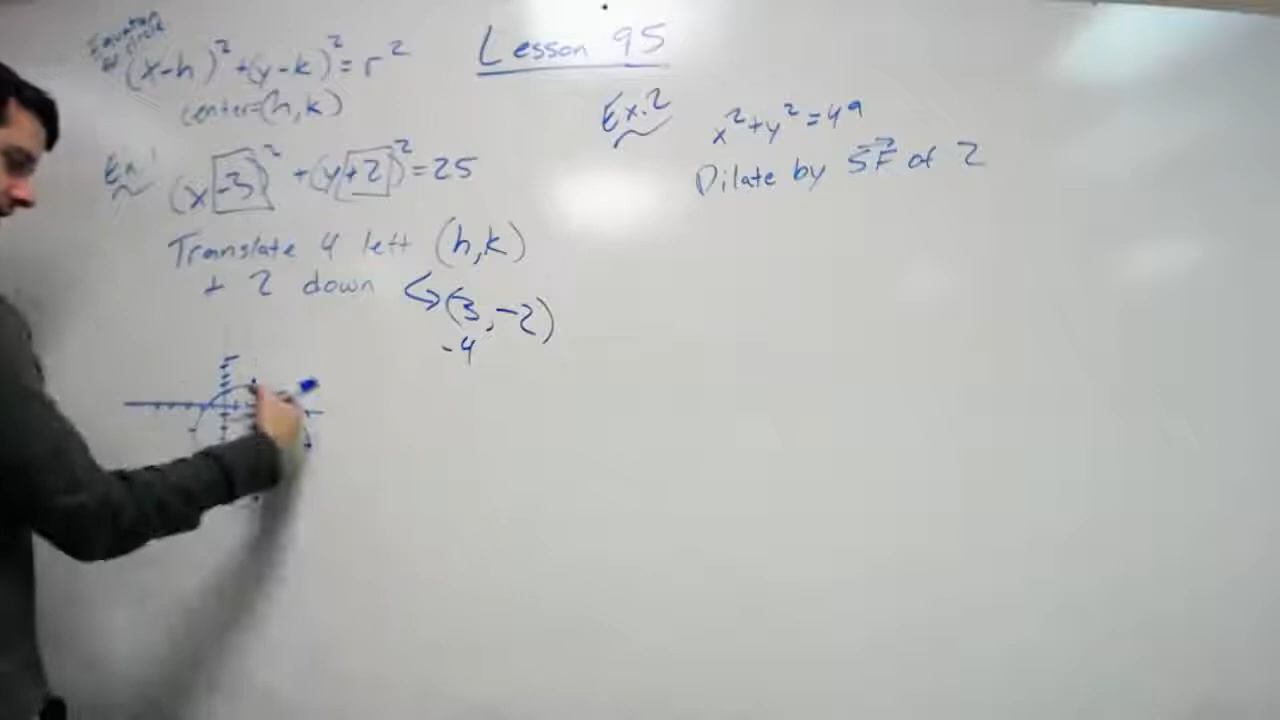 Lesson 95
Equation of circle
(x-h)²+(y-k)²=r²
center=(h,k)
Ex.1
(x-3)²+(y+2)²=25
Translate 4 left (h,k)
+ 2 down
(3,-2)
-4
Ex.2
x²+y²=49
Dilate by SF of 2